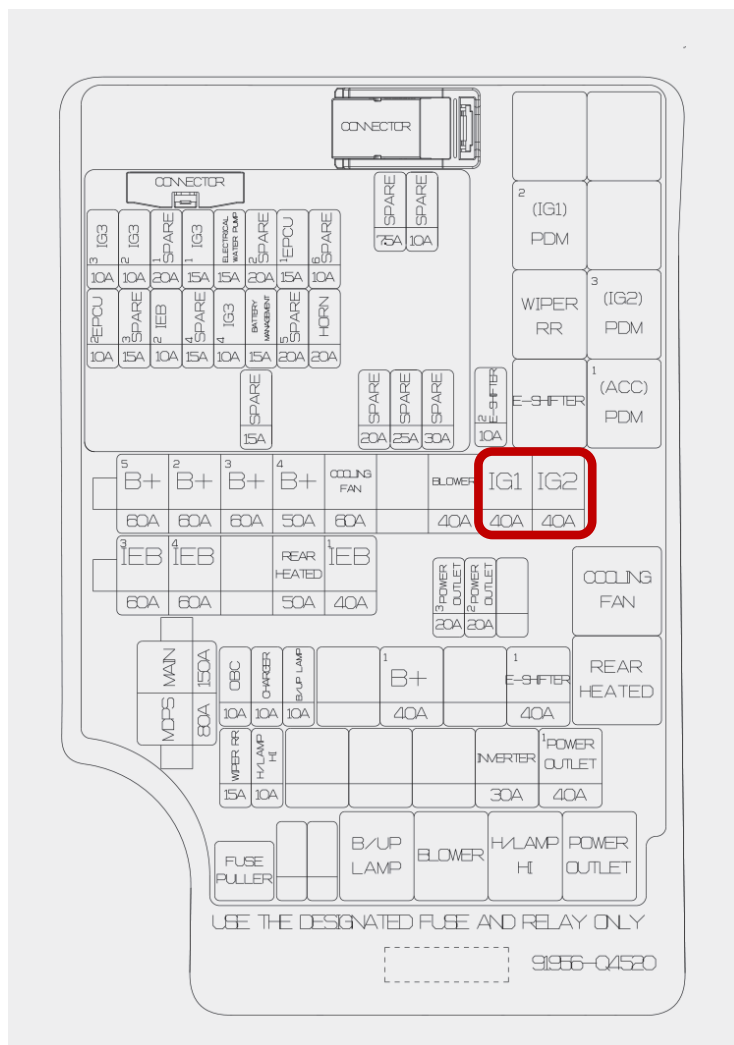 CONNECTOR
CONNECTOR
SPARE 7.5A
SPARE 10A
2 (IG1) PDM
3 IG3 10A
2 IG3 10A
1 SPARE 20A
1 IG3 15A
ELECTRICAL WATER PUMP 15A
2 SPARE 20A
1 EPCU 15A
6 SPARE 10A
WIPER RR
3 (IG2) PDM
2 EPCU 10A
3 SPARE 15A
2 IEB 10A
4 SPARE 15A
4 IG3 10A
BATTERY MANAGEMENT 15A
5 SPARE 20A
HORN 20A
SPARE 15A
SPARE 20A
SPARE 25A
SPARE 30A
2 E-SHIFTER 10A
E-SHIFTER
1 (ACC) PDM
5 B+ 60A
2 B+ 60A
3 B+ 60A
4 B+ 50A
COOLING FAN 60A
BLOWER 40A
IG1 40A
IG2 40A
3 IEB 60A
4 IEB 60A
REAR HEATED 50A
1 IEB 40A
3 POWER OUTLET 20A
2 POWER OUTLET 20A
COOLING FAN
MAIN 150A
MDPS 80A
OBC 10A
CHARGER 10A
B/UP LAMP 10A
1 B+ 40A
1 E-SHIFTER 40A
REAR HEATED
WIPER RR 15A
H/LAMP HI 10A
INVERTER 30A
1 POWER OUTLET 40A
FUSE PULLER
B/UP LAMP
BLOWER
H/LAMP HI
POWER OUTLET
USE THE DESIGNATED FUSE AND RELAY ONLY
91956-Q4520